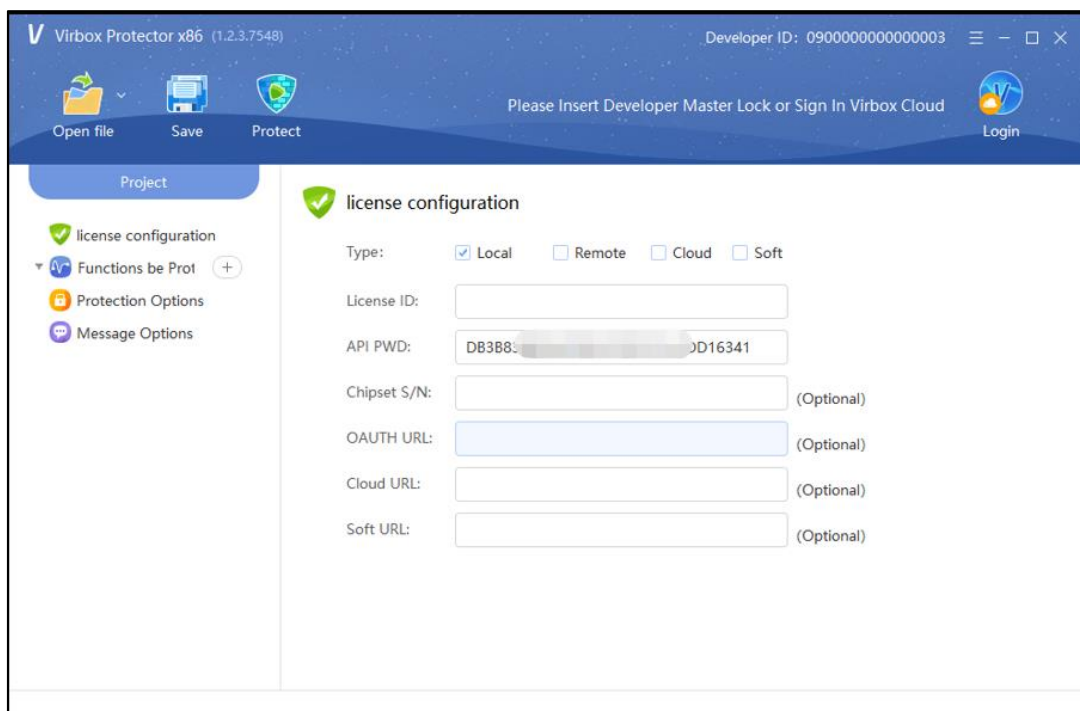 Virbox Protector x86 (1.2.3.7548)
Developer ID: 0900000000000003
Open file
Save
Protect
Please Insert Developer Master Lock or Sign In Virbox Cloud
Login
Project
license configuration
Functions be Prot
Protection Options
Message Options
license configuration
Type: Local Remote Cloud Soft
License ID:
API PWD: DB3B83 D16341
Chipset S/N: (Optional)
OAUTH URL: (Optional)
Cloud URL: (Optional)
Soft URL: (Optional)